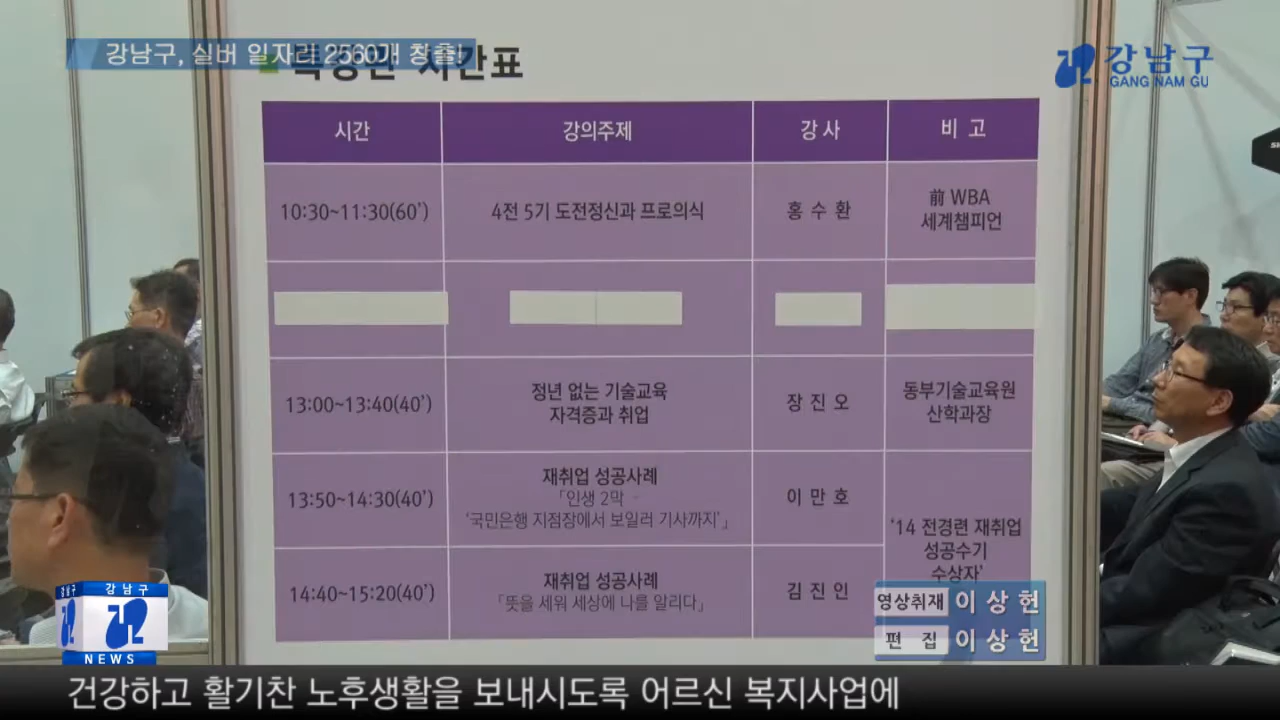 강남구, 실버 일자리 2560개 창출!
특강관 시간표
강남구
GANG NAM GU
시간 강의주제 강사 비 고
10:30~11:30(60') 4전 5기 도전정신과 프로의식 홍 수 환 前 WBA
세계챔피언
13:00~13:40(40') 정년 없는 기술교육
자격증과 취업
장 진 오 동부기술교육원
산학과장
13:50~14:30(40') 재취업 성공사례
「인생 2막 -
'국민은행 지점장에서 보일러 기사까지'」
이 만 호
'14 전경련 재취업
성공수기
수상자'
14:40~15:20(40') 재취업 성공사례
「뜻을 세워 세상에 나를 알리다」
김 진 인
영상취재 이 상 현
편 집 이 상 현
강남구
강남구
NEWS
건강하고 활기찬 노후생활을 보내시도록 어르신 복지사업에